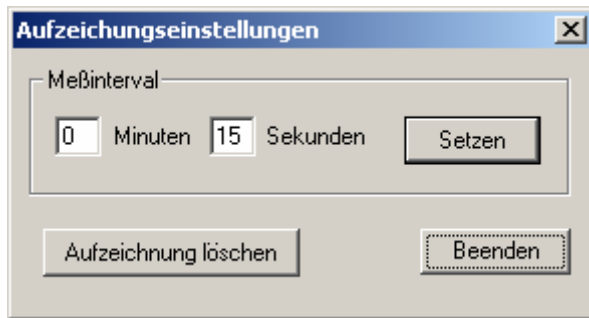 Aufzeichungseinstellungen
Meßinterval
0 Minuten 15 Sekunden Setzen
Aufzeichnung löschen Beenden